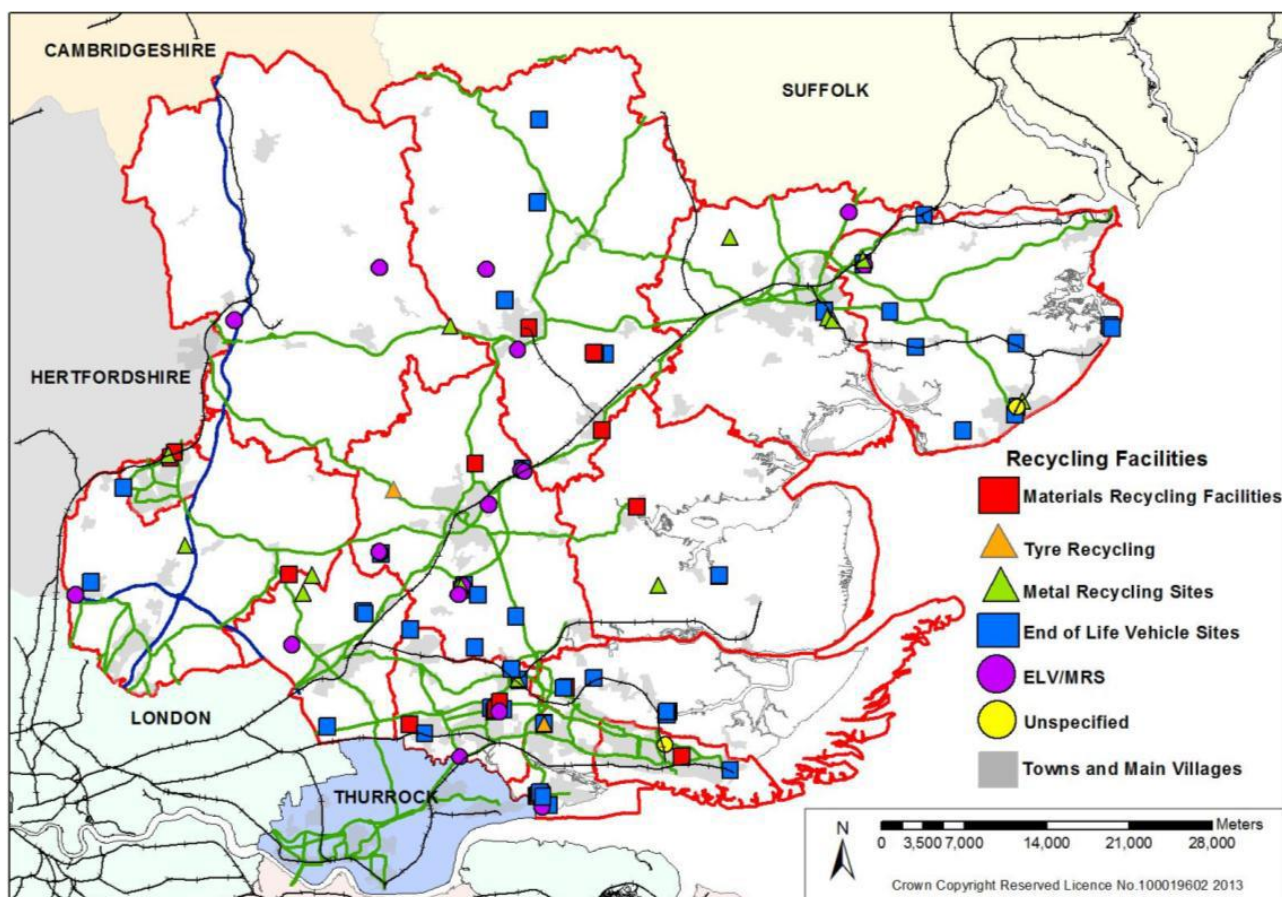 CAMBRIDGESHIRE
SUFFOLK
HERTFORDSHIRE
LONDON
THURROCK
Recycling Facilities
Materials Recycling Facilities
Tyre Recycling
Metal Recycling Sites
End of Life Vehicle Sites
ELV/MRS
Unspecified
Towns and Main Villages
N
Meters
0 3,500 7,000 14,000 21,000 28,000
Crown Copyright Reserved Licence No.100019602 2013